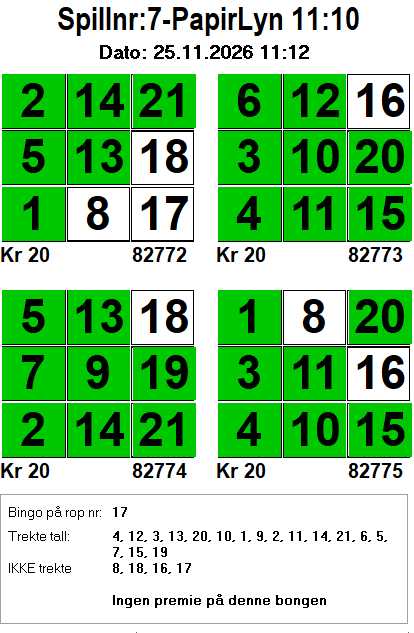 Spillnr:7-PapirLyn 11:10
Dato: 25.11.2026 11:12
2 14 21 6 12 16
5 13 18 3 10 20
1 8 17 4 11 15
Kr 20 82772 Kr 20 82773
5 13 18 1 8 20
7 9 19 3 11 16
2 14 21 4 10 15
Kr 20 82774 Kr 20 82775
Bingo på rop nr: 17
Trekte tall: 4, 12, 3, 13, 20, 10, 1, 9, 2, 11, 14, 21, 6, 5,
7, 15, 19
IKKE trekte 8, 18, 16, 17
Ingen premie på denne bongen